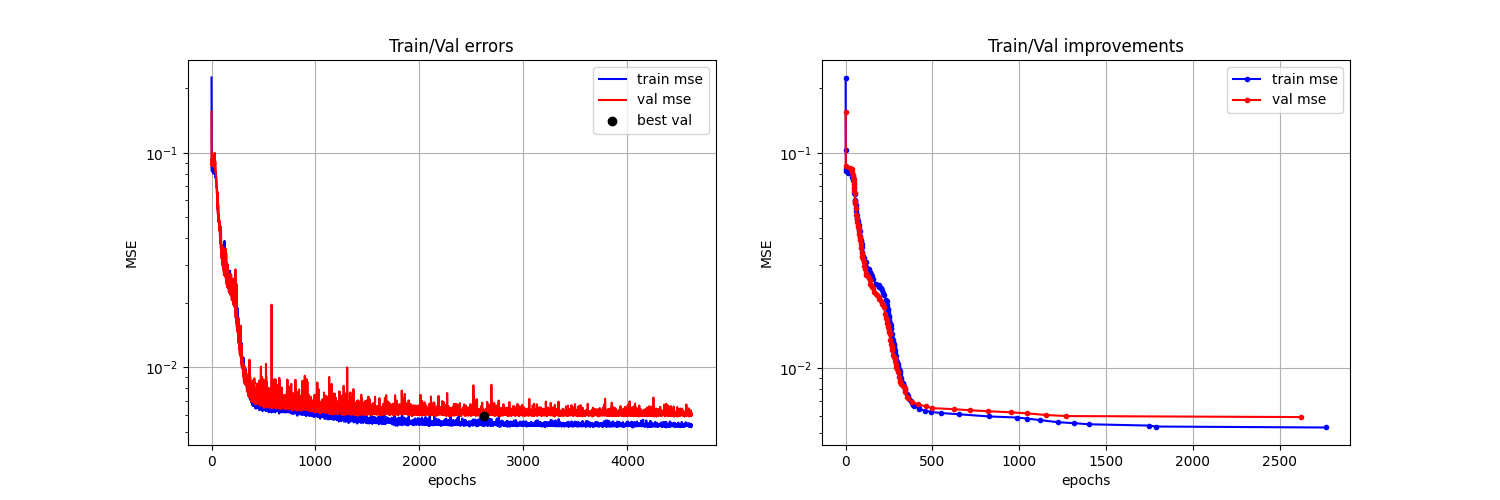 Train/Val errors
MSE
10⁻¹
10⁻²
0
1000
2000
3000
4000
epochs
train mse
val mse
best val
Train/Val improvements
MSE
10⁻¹
10⁻²
0
500
1000
1500
2000
2500
epochs
train mse
val mse